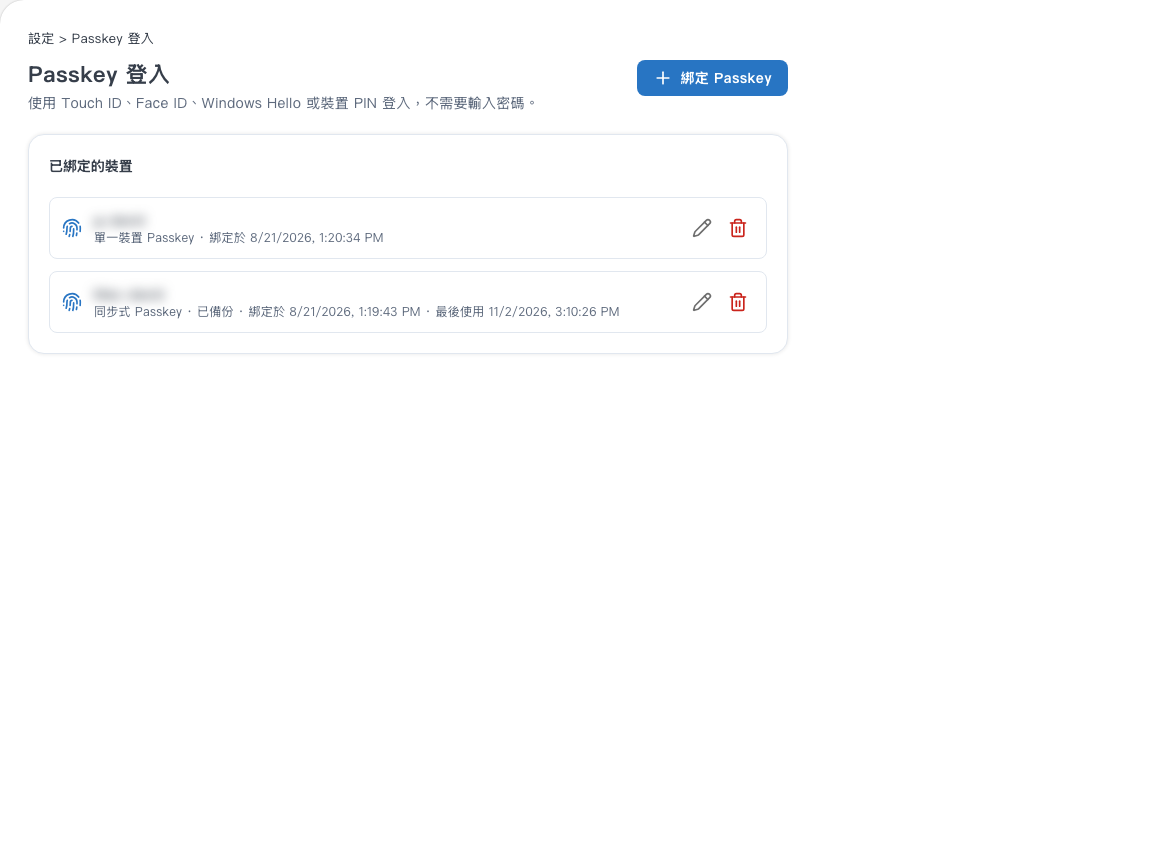 設定 > Passkey 登入
Passkey 登入
綁定 Passkey
使用 Touch ID、Face ID、Windows Hello 或裝置 PIN 登入，不需要輸入密碼。
已綁定的裝置
單一裝置 Passkey · 綁定於 8/21/2026, 1:20:34 PM
同步式 Passkey · 已備份 · 綁定於 8/21/2026, 1:19:43 PM · 最後使用 11/2/2026, 3:10:26 PM